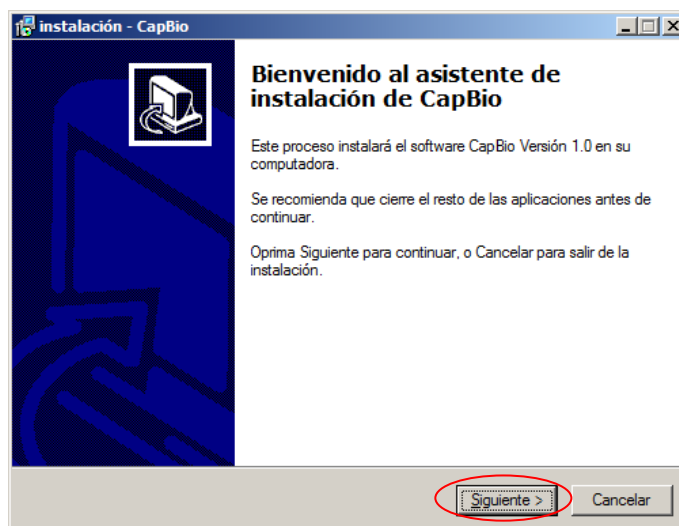 instalación - CapBio
Bienvenido al asistente de
instalación de CapBio
Este proceso instalará el software CapBio Versión 1.0 en su
computadora.
Se recomienda que cierre el resto de las aplicaciones antes de
continuar.
Oprima Siguiente para continuar, o Cancelar para salir de la
instalación.
Siguiente >
Cancelar